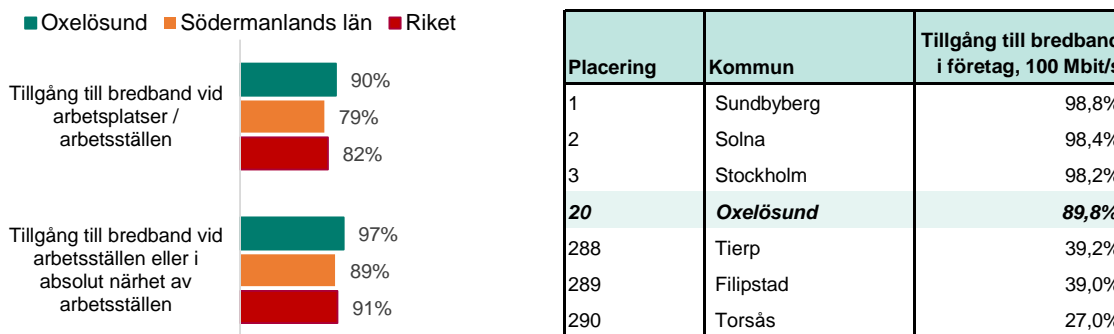 Oxelösund Södermanlands län Riket
Tillgång till bredband vid
arbetsplatser /
arbetsställen
90%
79%
82%
Tillgång till bredband vid
arbetsställen eller i
absolut närhet av
arbetsställen
97%
89%
91%
Placering Kommun Tillgång till bredband
i företag, 100 Mbit/s
1 Sundbyberg 98,8%
2 Solna 98,4%
3 Stockholm 98,2%
20 Oxelösund 89,8%
288 Tierp 39,2%
289 Filipstad 39,0%
290 Torsås 27,0%